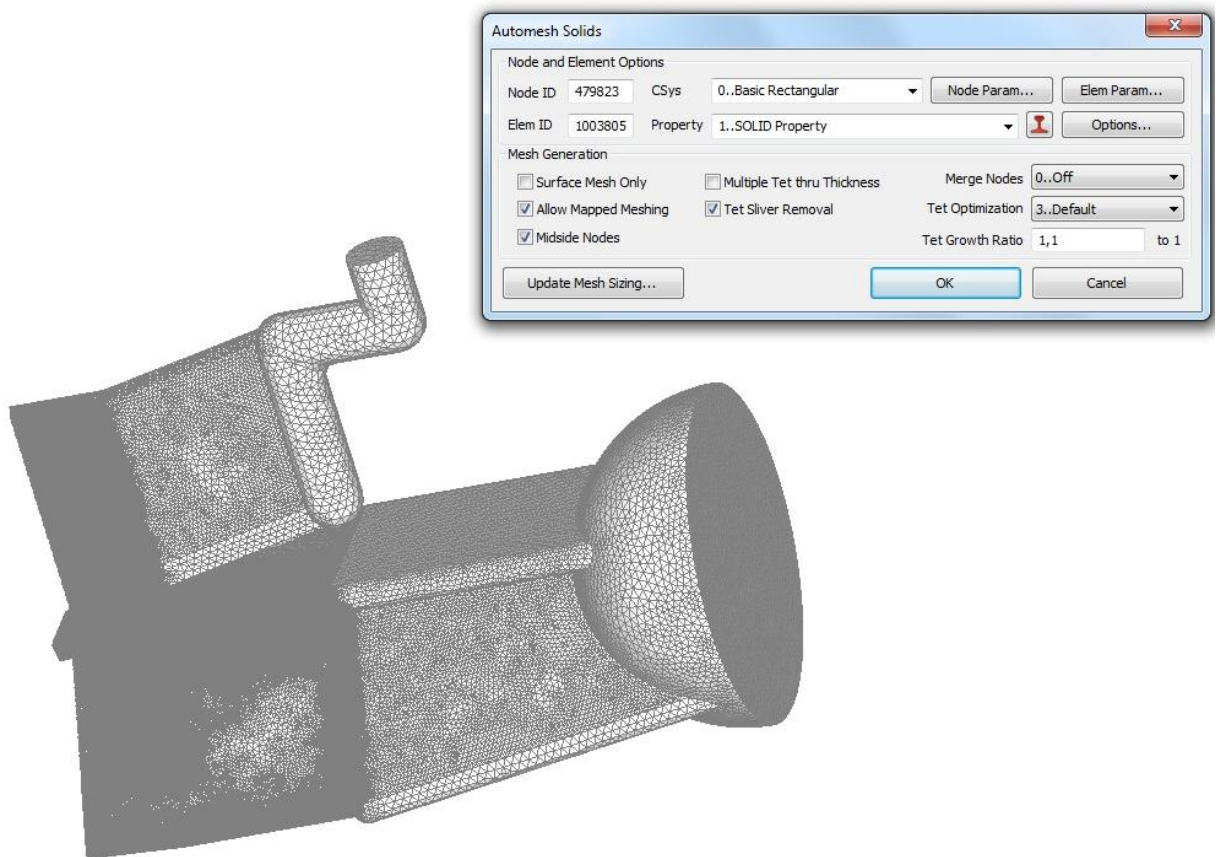 Automesh Solids
Node and Element Options
Node ID 479823 CSys 0..Basic Rectangular Node Param... Elem Param...
Elem ID 1003805 Property 1..SOLID Property Options...
Mesh Generation
Surface Mesh Only Multiple Tet thru Thickness Merge Nodes 0..Off
Allow Mapped Meshing Tet Sliver Removal Tet Optimization 3..Default
Midside Nodes Tet Growth Ratio 1,1 to 1
Update Mesh Sizing... OK Cancel